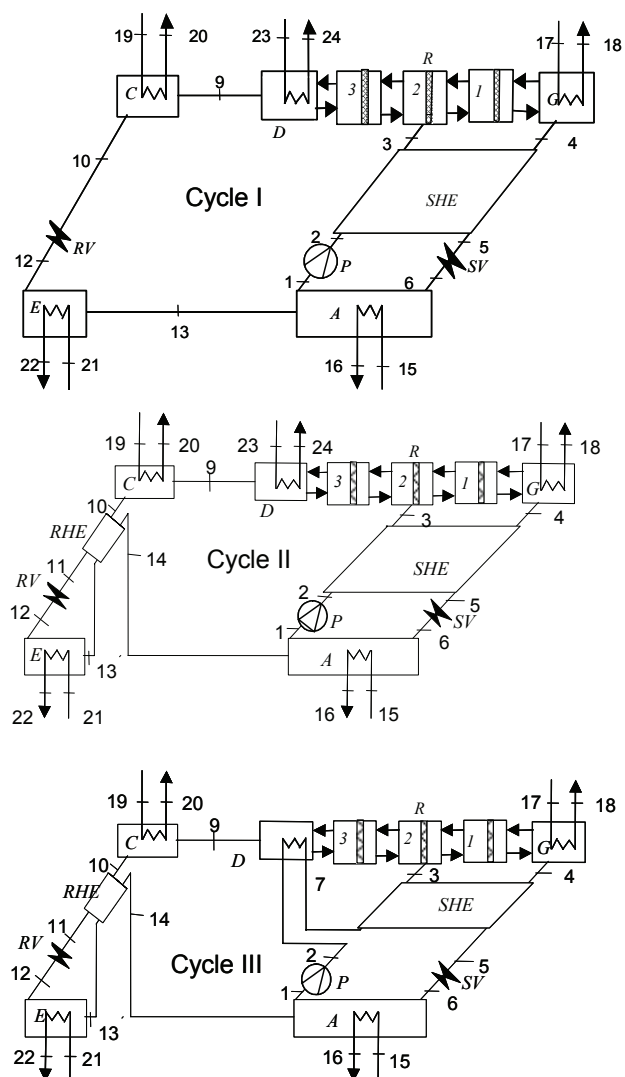 19 20 9 23 24 R 17 18
C D 3 2 1 G
10 3 4
Cycle I SHE
RV 2 5
12 1 P 6 SV
E 13 A
22 21 16 15
19 20 9 23 24 R 17 18
C D 3 2 1 G
10 3 4
RHE Cycle II 14 SHE
RV 11 2 5
12 1 P 6 SV
E 13 A
22 21 16 15
19 20 9 R 17 18
C D 3 2 1 G
10 7 3 4
RHE 14 SHE
11
RV Cycle III 2 5
12 1 P 6 SV
E 13 A
22 21 16 15